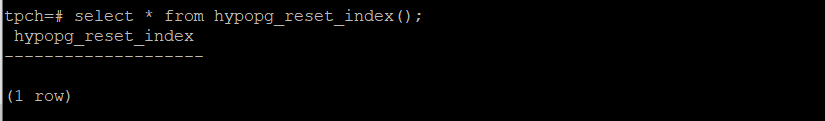 tpch=# select * from hypopg_reset_index();
 hypopg_reset_index
--------------------

(1 row)